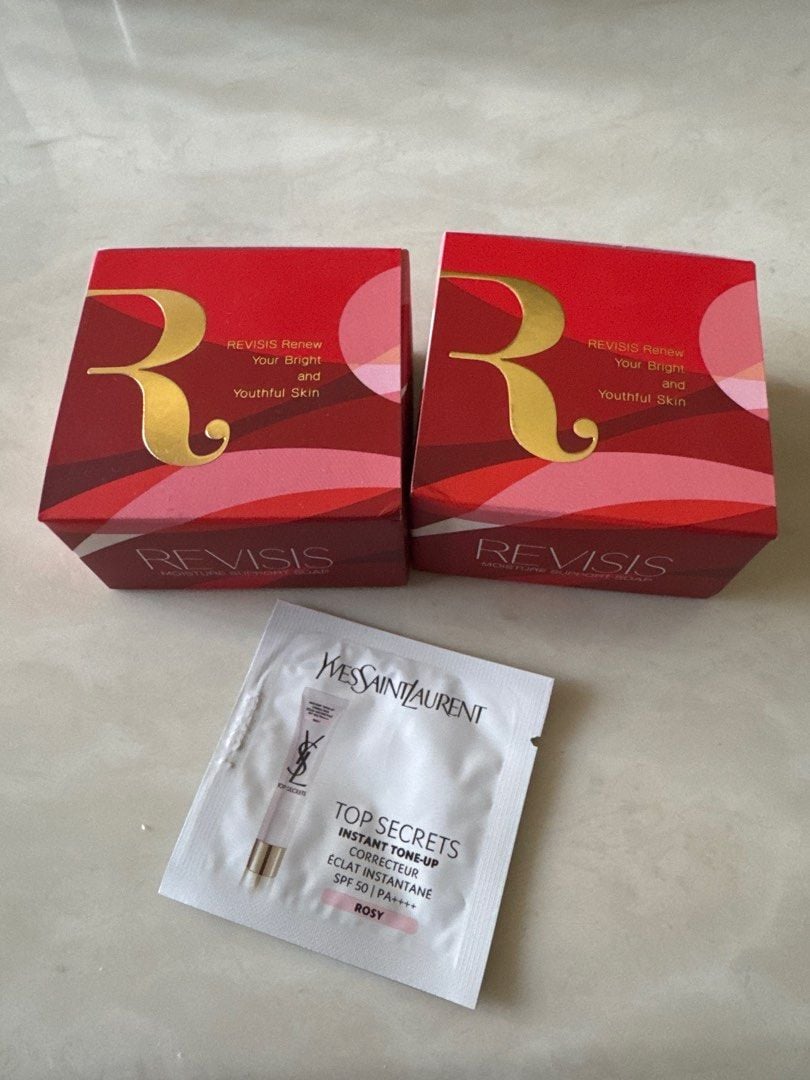 R
REVISIS Renew
Your Bright
and
Youthful Skin
REVISIS
MOISTURE SUPPORT SOAP
R
REVISIS Renew
Your Bright
and
Youthful Skin
REVISIS
MOISTURE SUPPORT SOAP
YVESSAINTLAURENT
YSL
TOP SECRETS
TOP SECRETS
INSTANT TONE-UP
CORRECTEUR
ÉCLAT INSTANTANÉ
SPF 50 | PA++++
ROSY